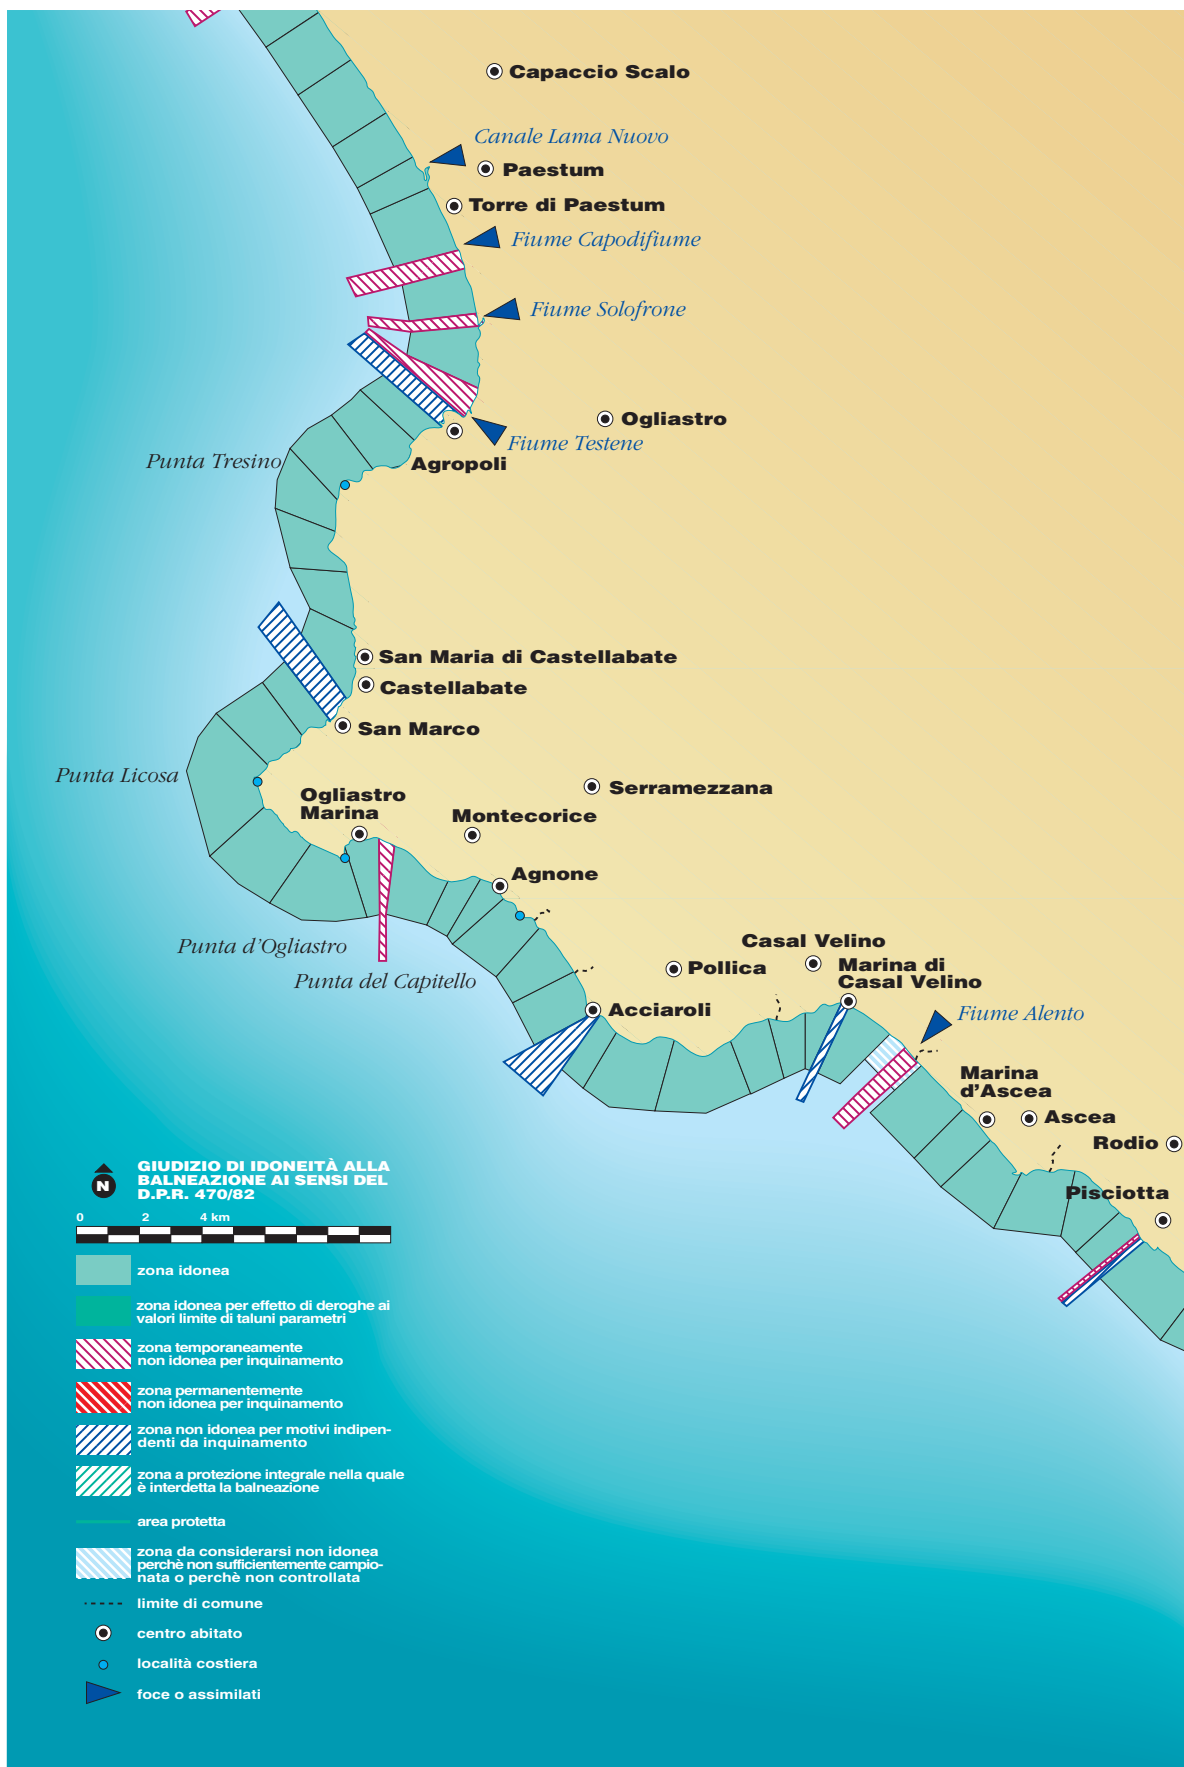 Capaccio Scalo
Canale Lama Nuovo
Paestum
Torre di Paestum
Fiume Capodifiume
Fiume Solofrone
Ogliastro
Fiume Testene
Punta Tresino
Agropoli
San Maria di Castellabate
Castellabate
San Marco
Punta Licosa
Serramezzana
Ogliastro
Marina
Montecorice
Agnone
Punta d'Ogliastro
Casal Velino
Pollica
Marina di
Casal Velino
Punta del Capitello
Acciaroli
Fiume Alento
Marina
d'Ascea
Ascea
Rodio
Pisciotta
N
GIUDIZIO DI IDONEITÀ ALLA
BALNEAZIONE AI SENSI DEL
D.P.R. 470/82
0 2 4 km
zona idonea
zona idonea per effetto di deroghe ai
valori limite di taluni parametri
zona temporaneamente
non idonea per inquinamento
zona permanentemente
non idonea per inquinamento
zona non idonea per motivi indipen-
denti da inquinamento
zona a protezione integrale nella quale
è interdetta la balneazione
area protetta
zona da considerarsi non idonea
perchè non sufficientemente campio-
nata o perchè non controllata
limite di comune
centro abitato
località costiera
foce o assimilati